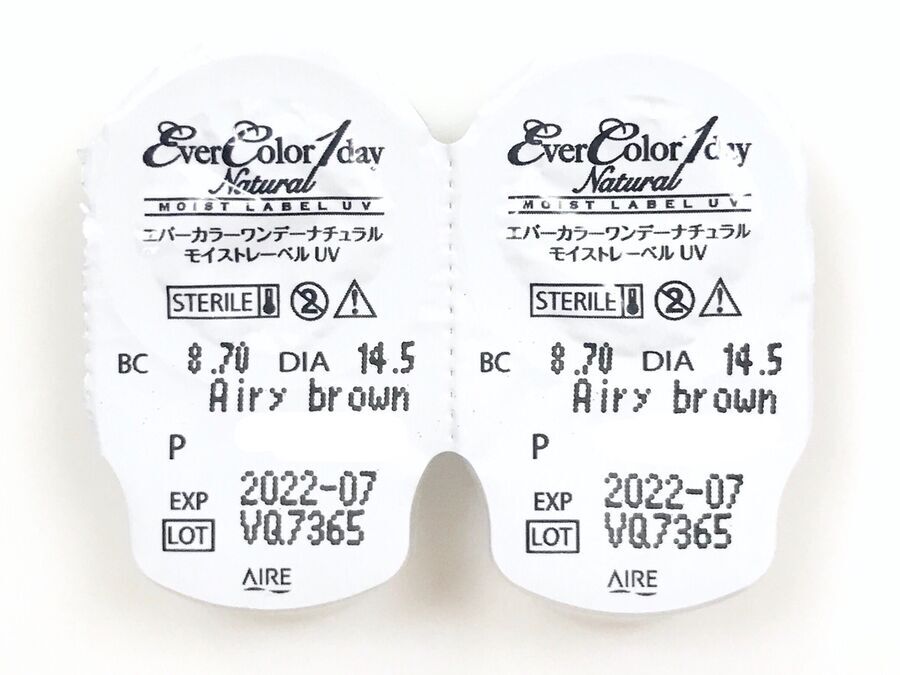 EverColor1day
Natural
MOIST LABEL UV
エバーカラーワンデーナチュラル
モイストレーベル UV
STERILE 2
BC 8.70 DIA 14.5
Airy brown
P
EXP 2022-07
LOT VQ7365
AIRE
EverColor1day
Natural
MOIST LABEL UV
エバーカラーワンデーナチュラル
モイストレーベル UV
STERILE 2
BC 8.70 DIA 14.5
Airy brown
P
EXP 2022-07
LOT VQ7365
AIRE